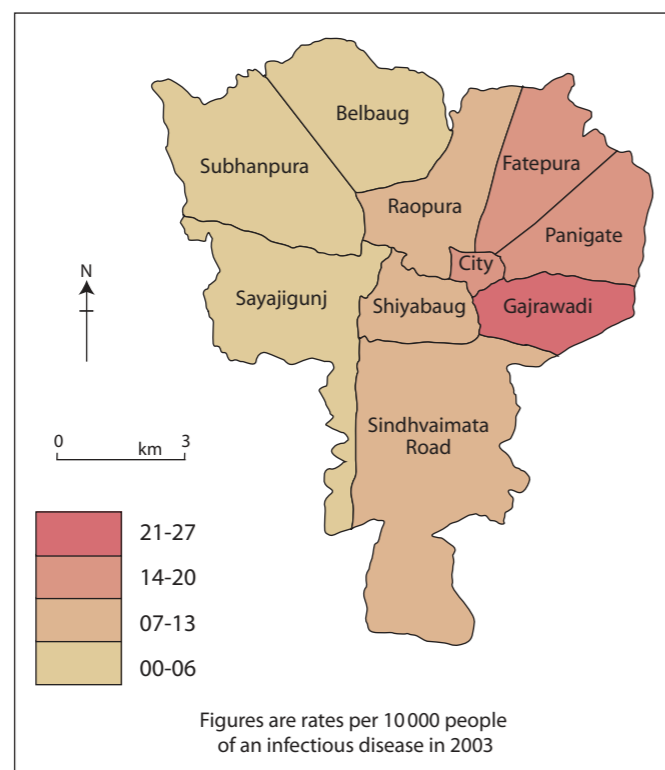 Belbaug
Subhanpura
Fatepura
Raopura
Panigate
City
N
Sayajigunj
Shiyabaug
Gajrawadi
Sindhvaimata
Road
0 3
km
21-27
14-20
07-13
00-06
Figures are rates per 10 000 people
of an infectious disease in 2003